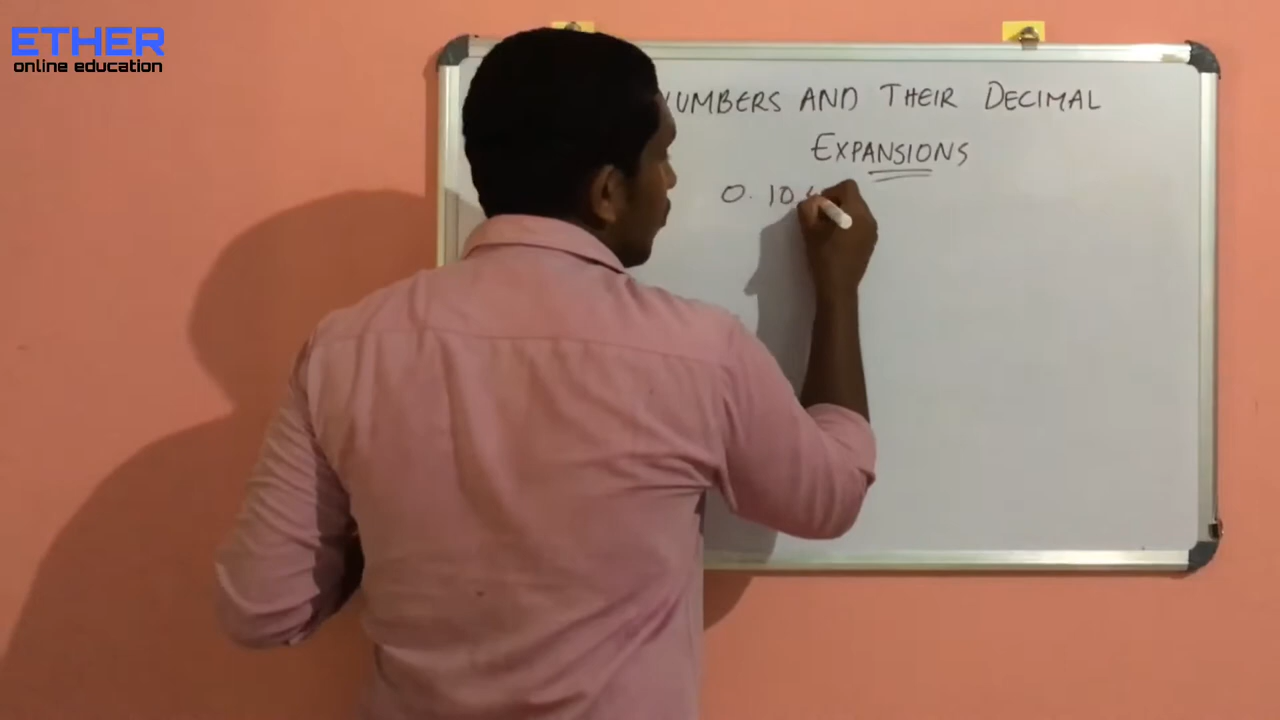 ETHER
online education
NUMBERS AND THEIR DECIMAL
EXPANSIONS
0.10